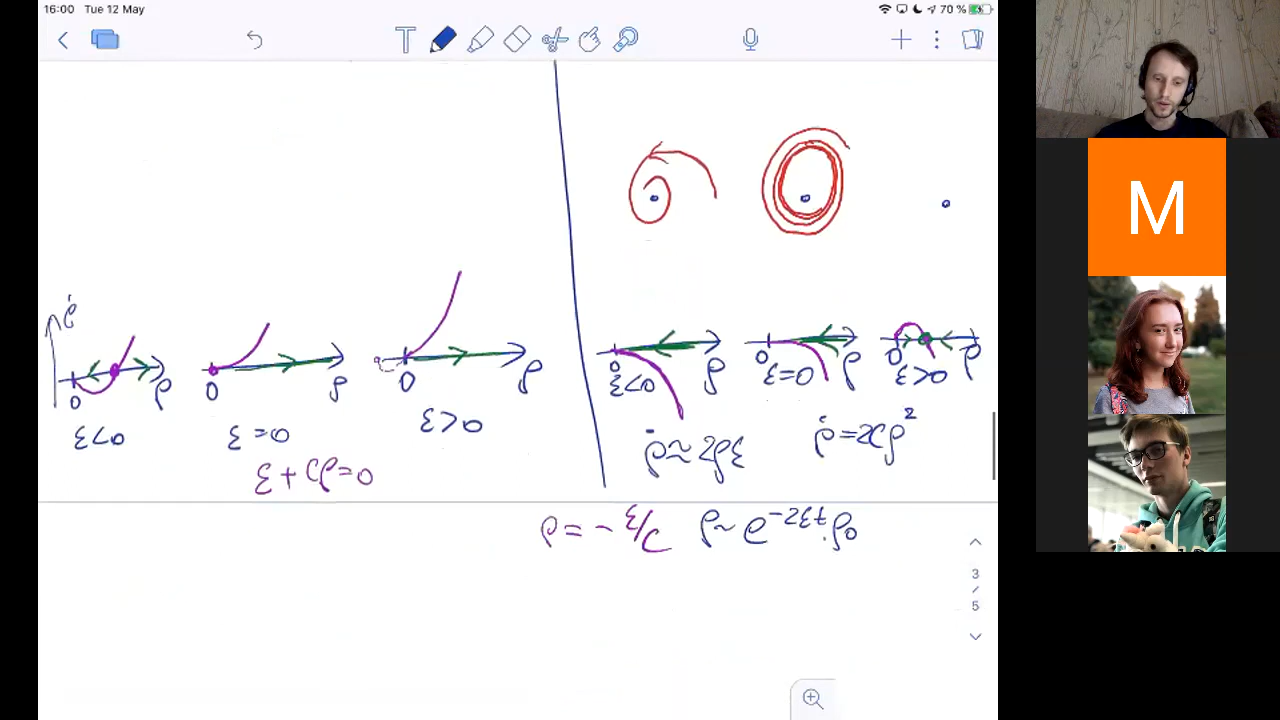 16:00 Tue 12 May 70 %
T
M
ρ̇
0 ρ
ε<0
0 ρ
ε=0
0 ρ
ε>0
ε + Cρ = 0
0 ρ
ε<0
0 ρ
ε=0
0 ρ
ε>0
ρ̇ ≈ 2ρε
ρ̇ = 2Cρ²
ρ = - ε/C
ρ ~ e^{-2εt}·ρ₀
3
/
5